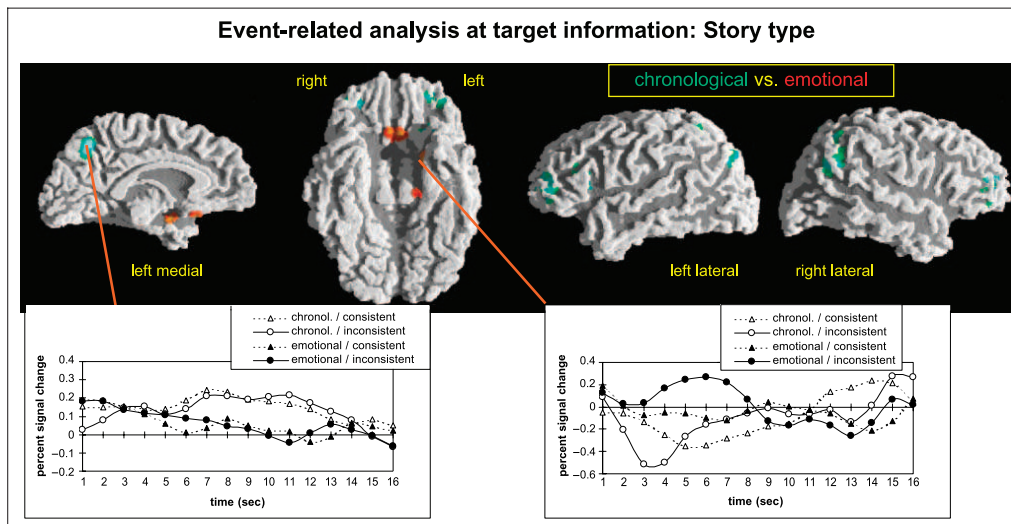 Event-related analysis at target information: Story type
right
left
chronological vs. emotional
left medial
left lateral
right lateral
chronol. / consistent
chronol. / inconsistent
emotional / consistent
emotional / inconsistent
percent signal change
0.4
0.3
0.2
0.1
0
–0.1
–0.2
1 2 3 4 5 6 7 8 9 10 11 12 13 14 15 16
time (sec)
chronol. / consistent
chronol. / inconsistent
emotional / consistent
emotional / inconsistent
percent signal change
0.4
0.2
0
–0.2
–0.4
–0.6
1 2 3 4 5 6 7 8 9 10 11 12 13 14 15 16
time (sec)